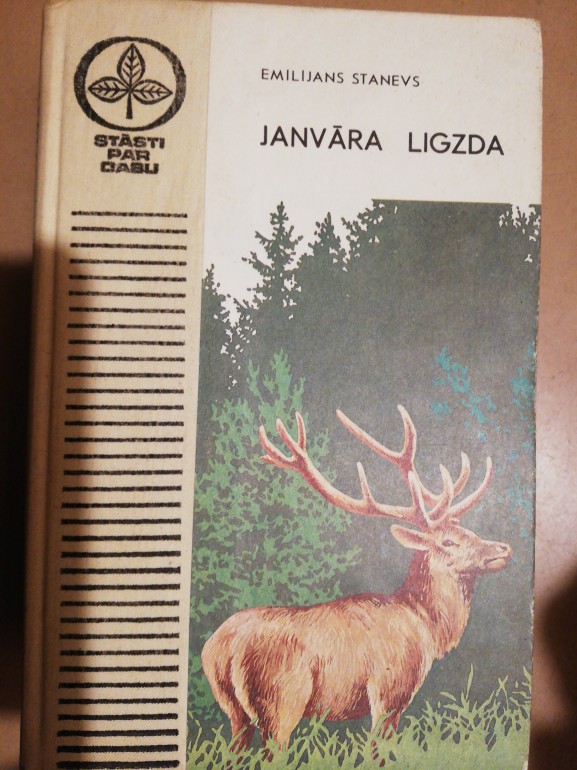 STĀSTI
PAR
DABU
EMILIJANS STANEVS
JANVĀRA LIGZDA